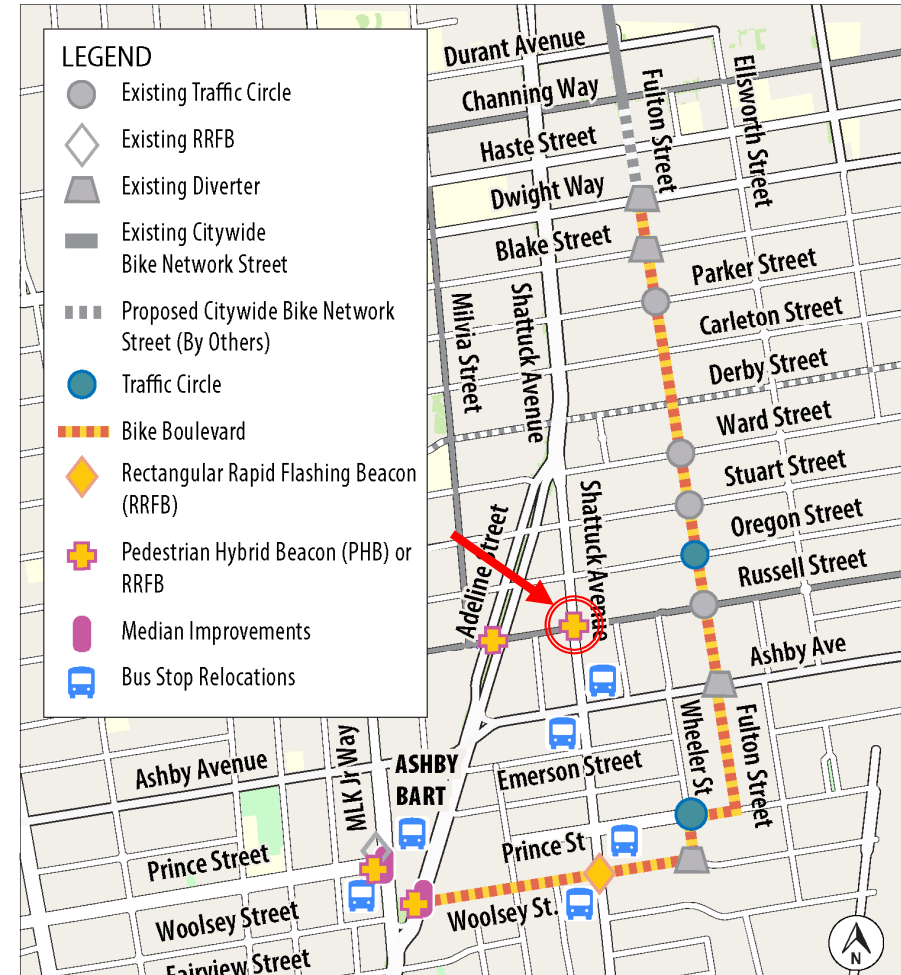 LEGEND
Existing Traffic Circle
Existing RRFB
Existing Diverter
Existing Citywide
Bike Network Street
Proposed Citywide Bike Network
Street (By Others)
Traffic Circle
Bike Boulevard
Rectangular Rapid Flashing Beacon
(RRFB)
Pedestrian Hybrid Beacon (PHB) or
RRFB
Median Improvements
Bus Stop Relocations
Durant Avenue
Channing Way
Haste Street
Dwight Way
Blake Street
Fulton Street
Ellsworth Street
Parker Street
Carleton Street
Derby Street
Ward Street
Stuart Street
Oregon Street
Russell Street
Milvia Street
Shattuck Avenue
Adeline Street
Shattuck Avenue
Ashby Ave
Wheeler St
Fulton Street
Emerson Street
Ashby Avenue
MLK Jr Way
ASHBY
BART
Prince Street
Prince St
Woolsey Street
Woolsey St.
Fairview Street
N